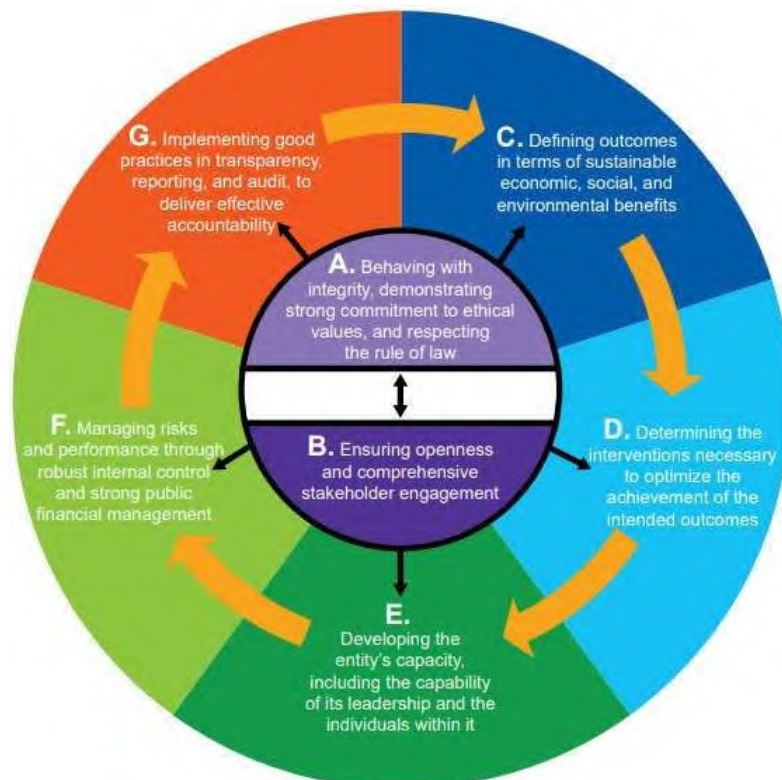 G. Implementing good
practices in transparency,
reporting, and audit, to
deliver effective
accountability
C. Defining outcomes
in terms of sustainable
economic, social, and
environmental benefits
A. Behaving with
integrity, demonstrating
strong commitment to ethical
values, and respecting
the rule of law
B. Ensuring openness
and comprehensive
stakeholder engagement
D. Determining the
interventions necessary
to optimize the
achievement of the
intended outcomes
E.
Developing the
entity's capacity,
including the capability
of its leadership and the
individuals within it
F. Managing risks
and performance through
robust internal control
and strong public
financial management